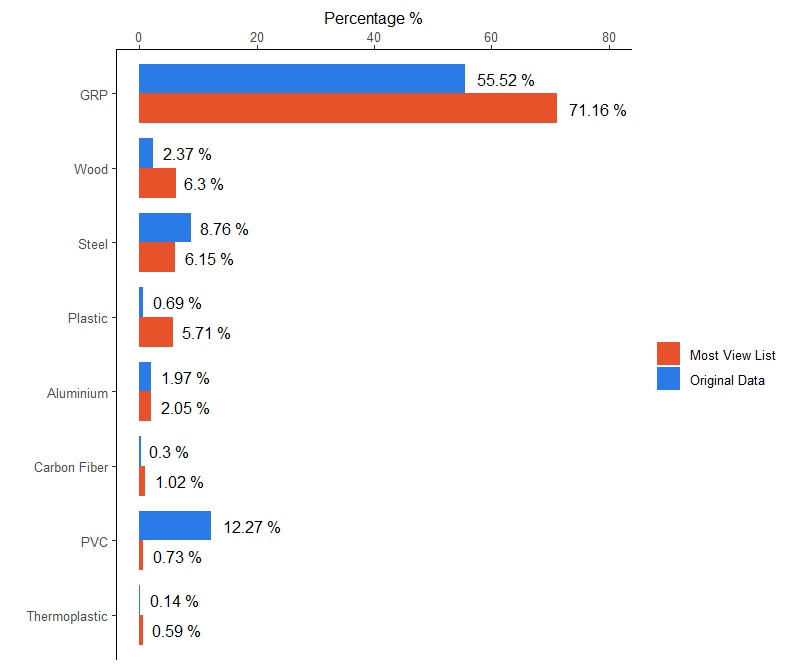 Percentage %
0 20 40 60 80
GRP
55.52 %
71.16 %
Wood
2.37 %
6.3 %
Steel
8.76 %
6.15 %
Plastic
0.69 %
5.71 %
Aluminium
1.97 %
2.05 %
Carbon Fiber
0.3 %
1.02 %
PVC
12.27 %
0.73 %
Thermoplastic
0.14 %
0.59 %
Most View List
Original Data